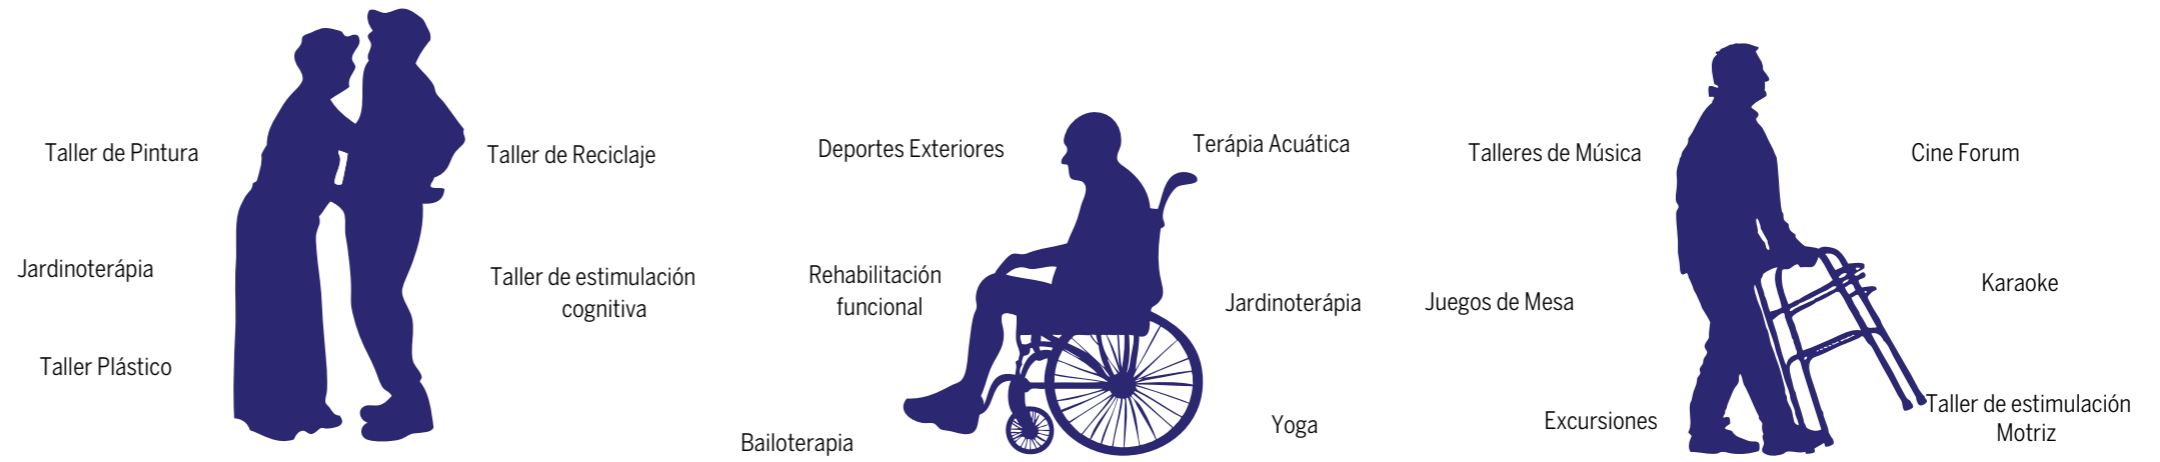 Taller de Pintura
Taller de Reciclaje
Jardinoterápia
Taller de estimulación
cognitiva
Taller Plástico
Deportes Exteriores
Terápia Acuática
Rehabilitación
funcional
Jardinoterápia
Bailoterapia
Yoga
Talleres de Música
Cine Forum
Juegos de Mesa
Karaoke
Excursiones
Taller de estimulación
Motriz